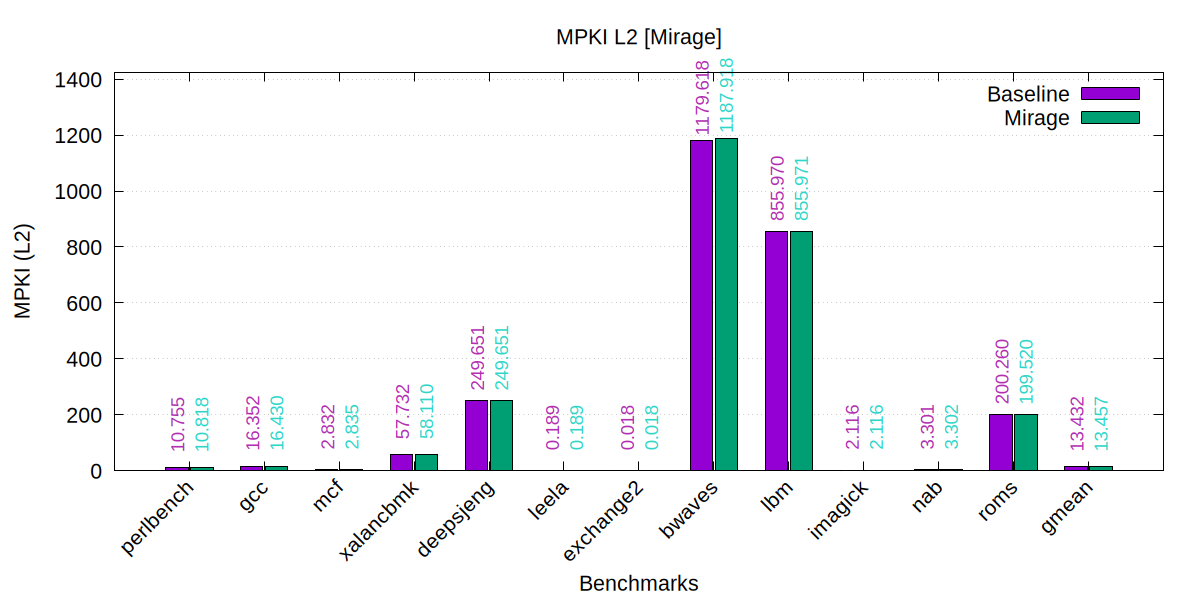 MPKI L2 [Mirage]
Baseline
Mirage
MPKI (L2)
1400
1200
1000
800
600
400
200
0
10.755
10.818
16.352
16.430
2.832
2.835
57.732
58.110
249.651
249.651
0.189
0.189
0.018
0.018
1179.618
1187.918
855.970
855.971
2.116
2.116
3.301
3.302
200.260
199.520
13.432
13.457
perlbench
gcc
mcf
xalancbmk
deepsjeng
leela
exchange2
bwaves
lbm
imagick
nab
roms
gmean
Benchmarks